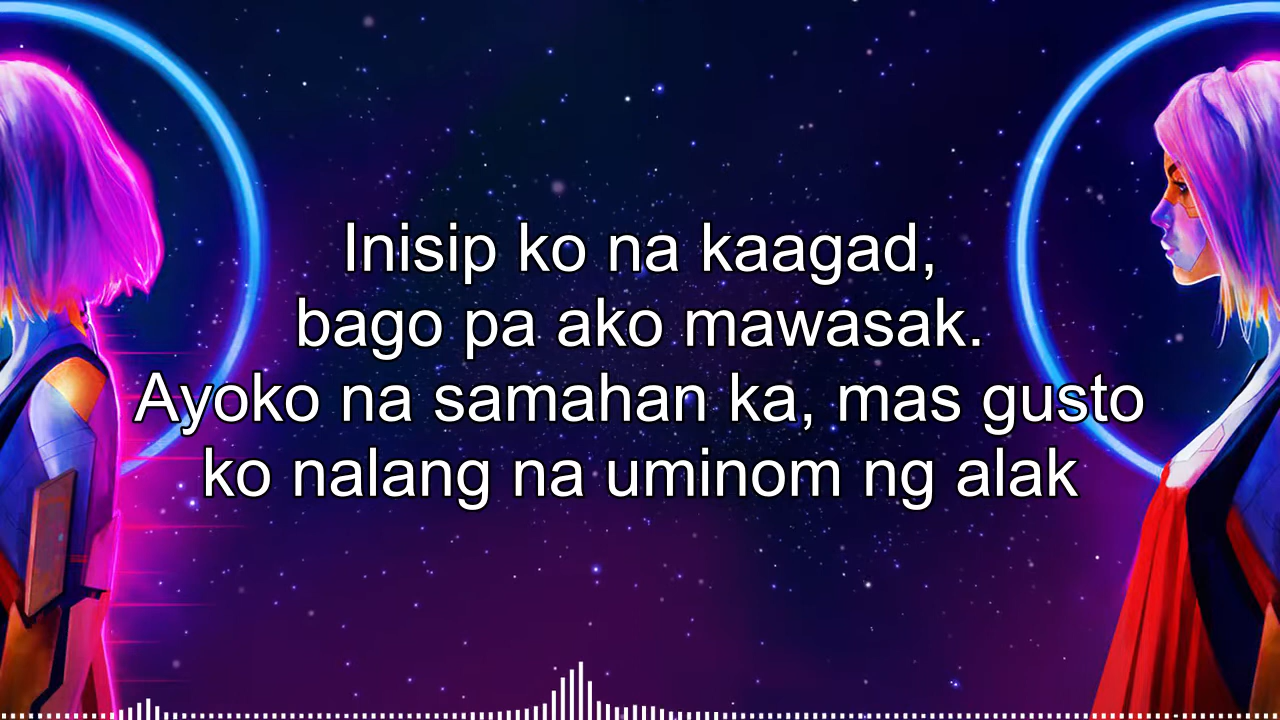 Inisip ko na kaagad,
bago pa ako mawasak.
Ayoko na samahan ka, mas gusto
ko nalang na uminom ng alak